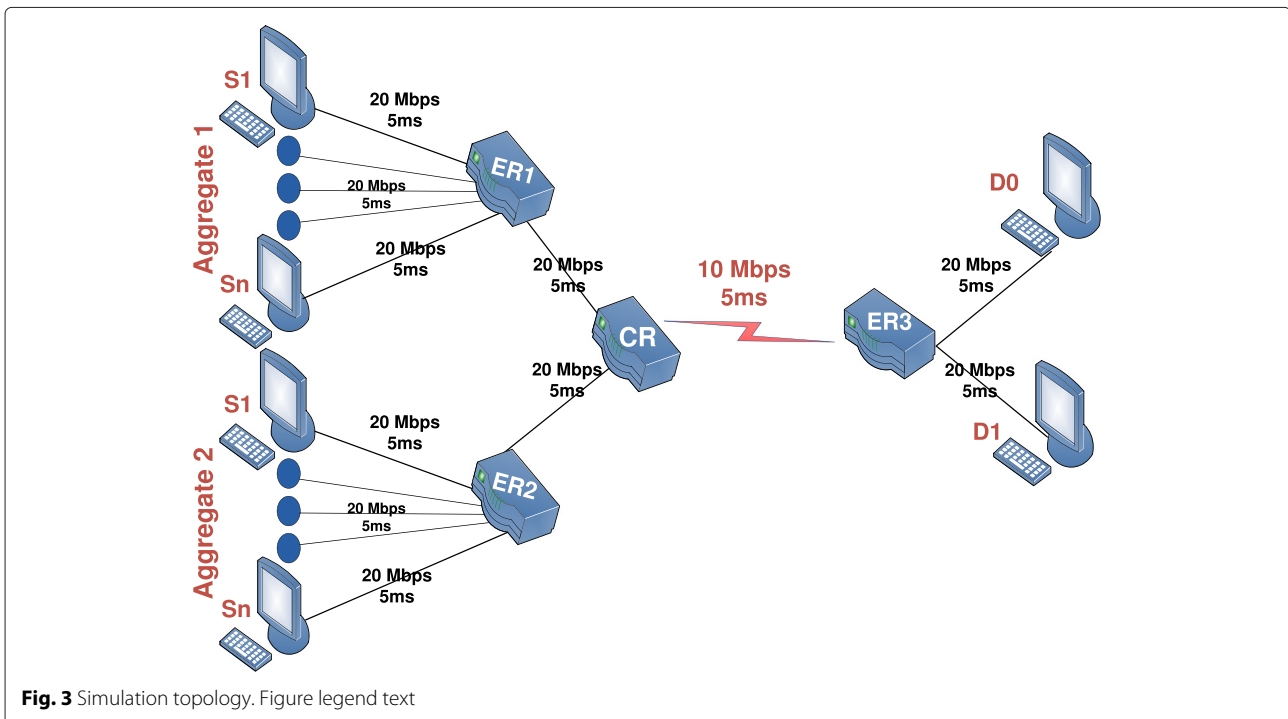 S1
20 Mbps
5ms
Aggregate 1
ER1
20 Mbps
5ms
D0
Sn
20 Mbps
5ms
20 Mbps
5ms
10 Mbps
5ms
20 Mbps
5ms
CR
ER3
S1
20 Mbps
5ms
20 Mbps
5ms
20 Mbps
5ms
D1
Aggregate 2
ER2
20 Mbps
5ms
Sn
20 Mbps
5ms
Fig. 3 Simulation topology. Figure legend text